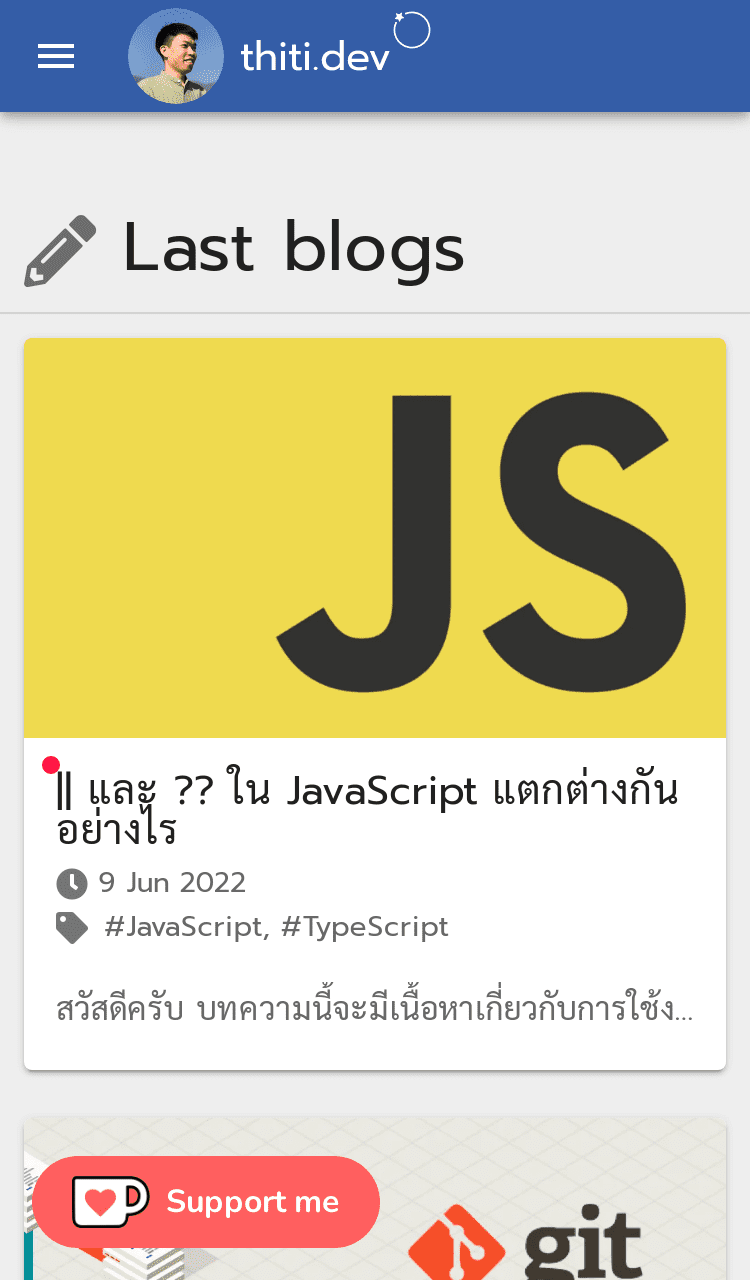 thiti.dev
Last blogs
JS
|| และ ?? ใน JavaScript แตกต่างกัน
อย่างไร
9 Jun 2022
#JavaScript, #TypeScript
สวัสดีครับ บทความนี้จะมีเนื้อหาเกี่ยวกับการใช้ง...
Support me
git